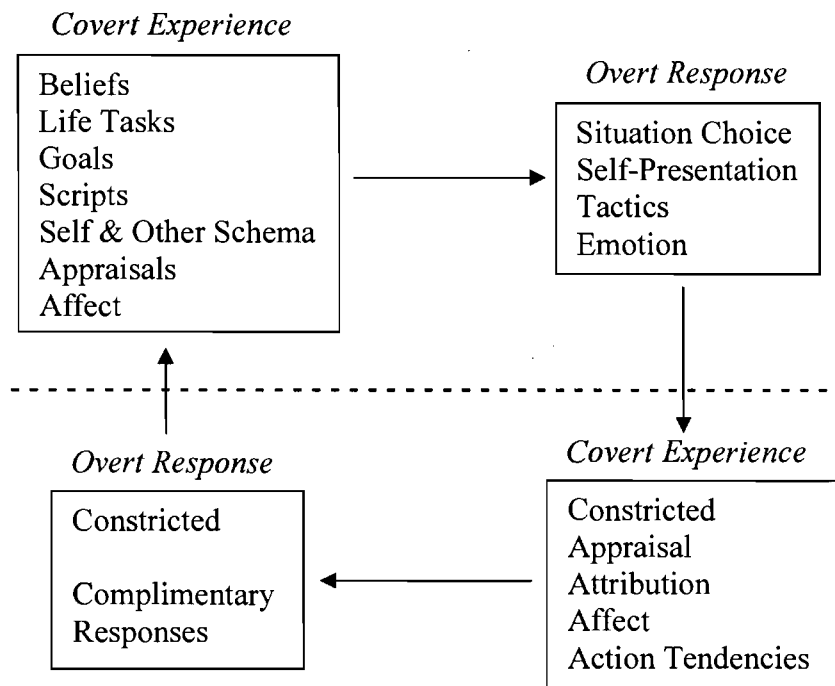 Covert Experience
Beliefs
Life Tasks
Goals
Scripts
Self & Other Schema
Appraisals
Affect
Overt Response
Situation Choice
Self-Presentation
Tactics
Emotion
Overt Response
Constricted
Complimentary
Responses
Covert Experience
Constricted
Appraisal
Attribution
Affect
Action Tendencies